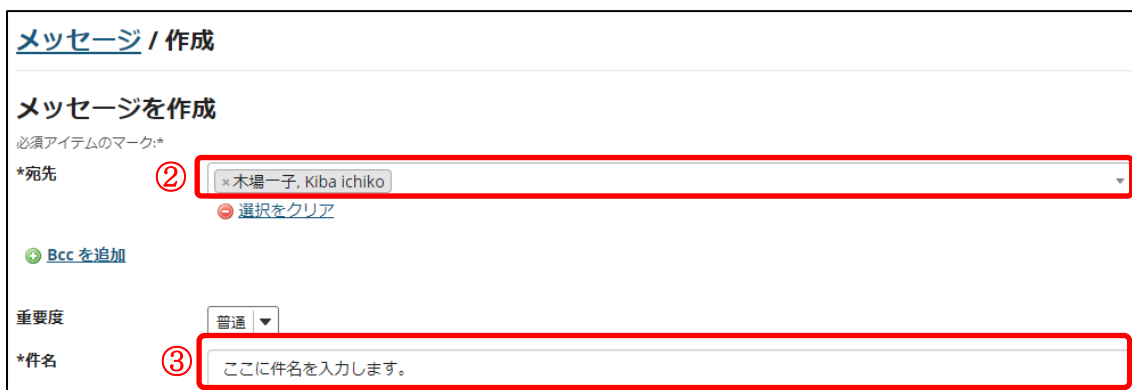 メッセージ / 作成
メッセージを作成
必須アイテムのマーク:*
*宛先
②
×木場一子, Kiba ichiko
選択をクリア
Bcc を追加
重要度
普通
*件名
③
ここに件名を入力します。